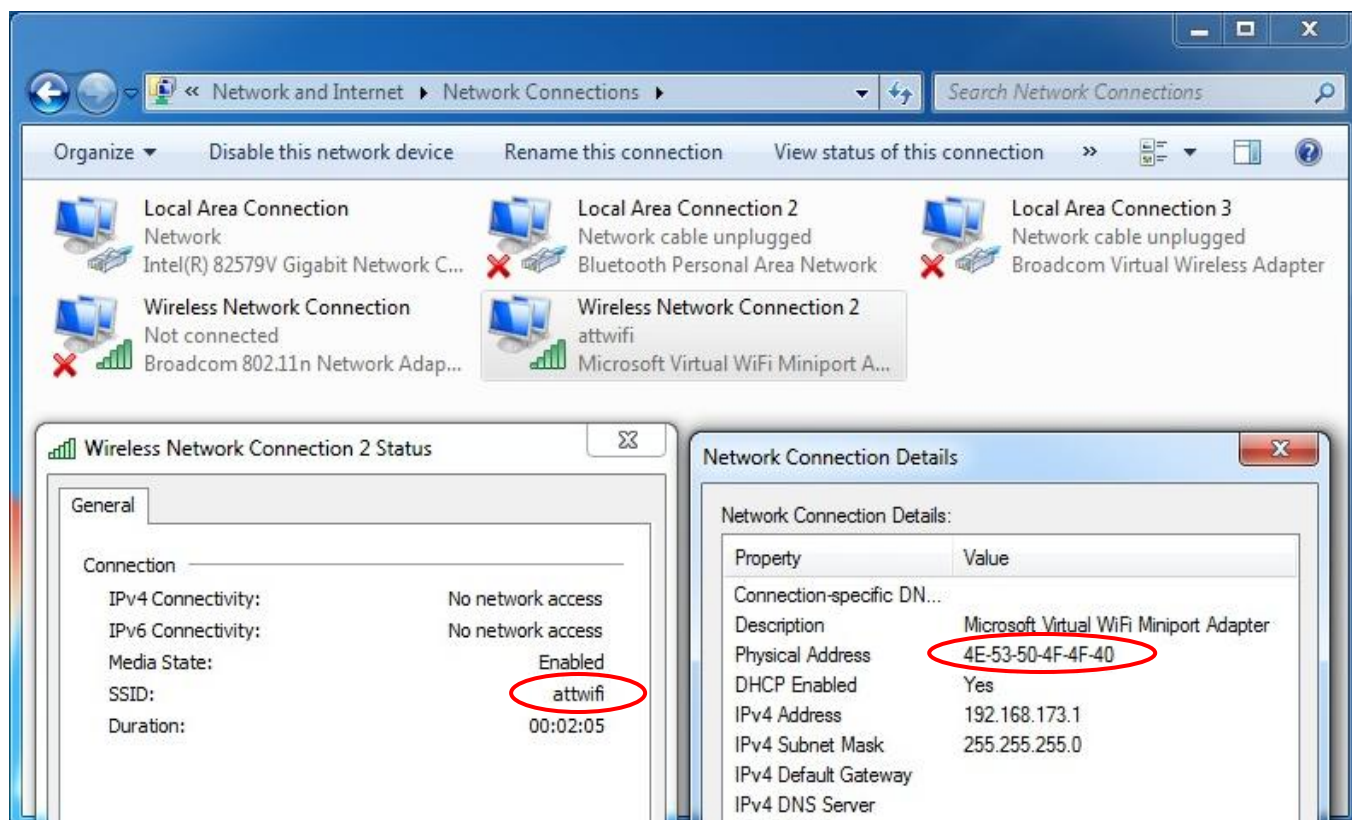 « Network and Internet ▸ Network Connections ▸
Search Network Connections
Organize ▼ Disable this network device Rename this connection View status of this connection »
Local Area Connection
Network
Intel(R) 82579V Gigabit Network C...
Local Area Connection 2
Network cable unplugged
Bluetooth Personal Area Network
Local Area Connection 3
Network cable unplugged
Broadcom Virtual Wireless Adapter
Wireless Network Connection
Not connected
Broadcom 802.11n Network Adap...
Wireless Network Connection 2
attwifi
Microsoft Virtual WiFi Miniport A...
Wireless Network Connection 2 Status
General
Connection
IPv4 Connectivity: No network access
IPv6 Connectivity: No network access
Media State: Enabled
SSID: attwifi
Duration: 00:02:05
Network Connection Details
Network Connection Details:
Property Value
Connection-specific DN...
Description Microsoft Virtual WiFi Miniport Adapter
Physical Address 4E-53-50-4F-4F-40
DHCP Enabled Yes
IPv4 Address 192.168.173.1
IPv4 Subnet Mask 255.255.255.0
IPv4 Default Gateway
IPv4 DNS Server